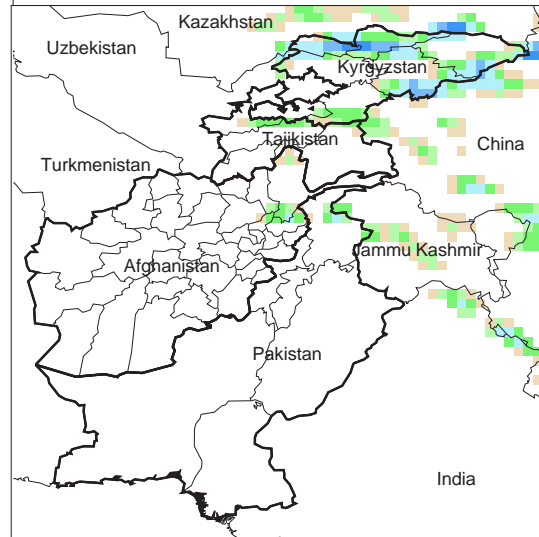 Kazakhstan
Uzbekistan
Kyrgyzstan
Tajikistan
China
Turkmenistan
Jammu Kashmir
Afghanistan
Pakistan
India